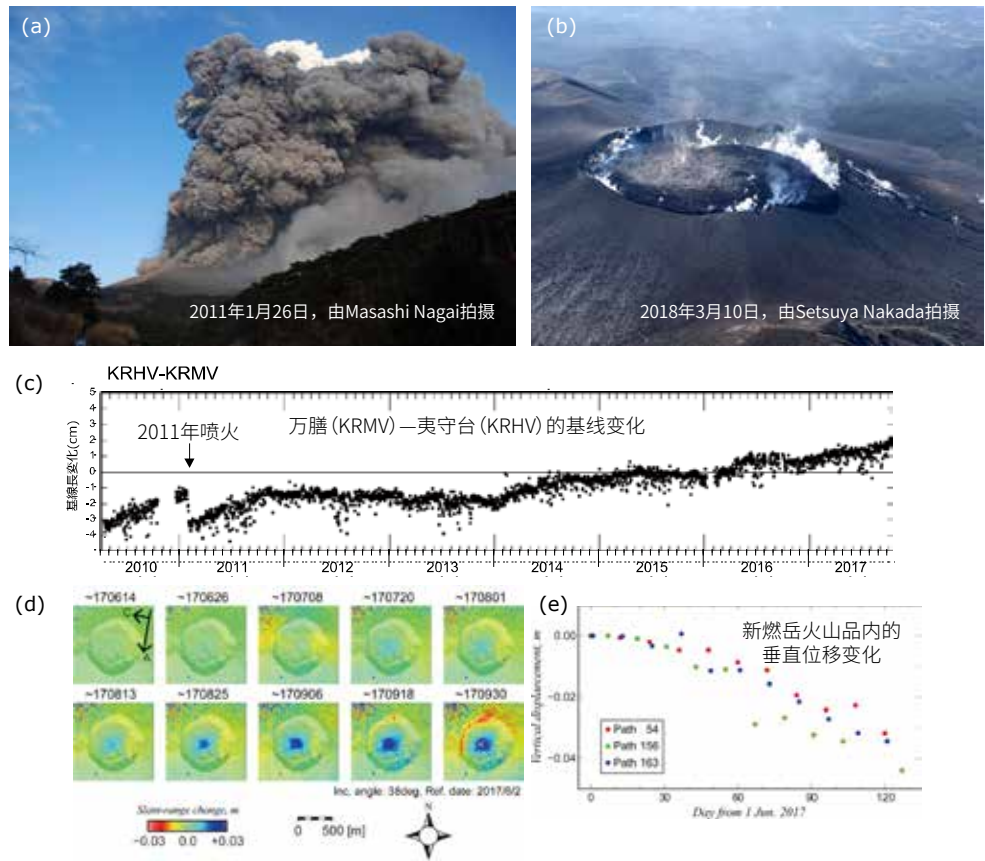 (a)
2011年1月26日，由Masashi Nagai拍摄
(b)
2018年3月10日，由Setsuya Nakada拍摄
(c)
KRHV-KRMV
基線長変化(cm)
5
4
3
2
1
0
-1
-2
-3
-4
2011年喷火
万膳（KRMV）—夷守台（KRHV）的基线变化
2010 2011 2012 2013 2014 2015 2016 2017
(d)
~170614 ~170626 ~170708 ~170720 ~170801
~170813 ~170825 ~170906 ~170918 ~170930
Inc. angle: 38deg, Ref. date: 2017/6/2
Slant-range change, m
−0.03 0.0 +0.03
0 500 [m]
N
(e)
新燃岳火山品内的
垂直位移变化
Vertical displacement, m
0.00
−0.02
−0.04
Path 54
Path 156
Path 163
0 30 60 90 120
Day from 1 Jun. 2017